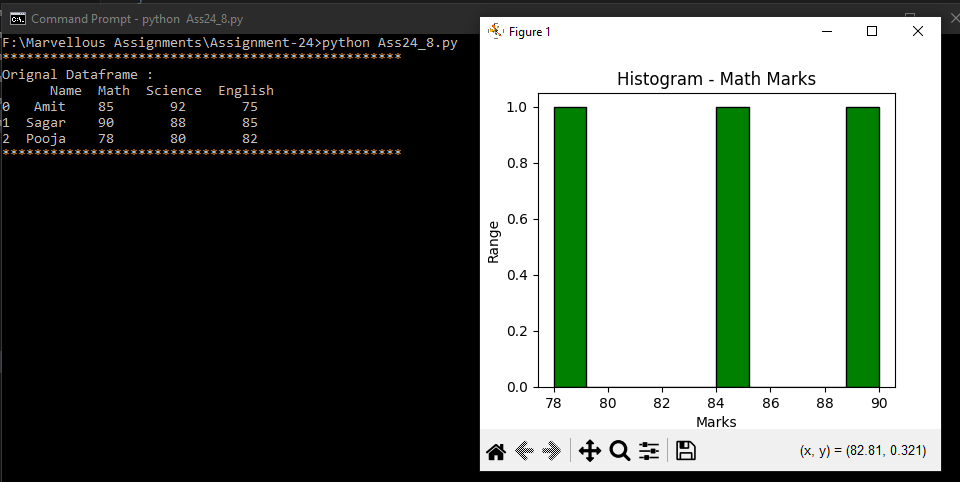 Command Prompt - python  Ass24_8.py
F:\Marvellous Assignments\Assignment-24>python Ass24_8.py
**************************************************
Orignal Dataframe :
    Name  Math  Science  English
0   Amit    85       92       75
1  Sagar    90       88       85
2  Pooja    78       80       82
**************************************************
Figure 1
Histogram - Math Marks
1.0
0.8
0.6
0.4
0.2
0.0
Range
78 80 82 84 86 88 90
Marks
(x, y) = (82.81, 0.321)